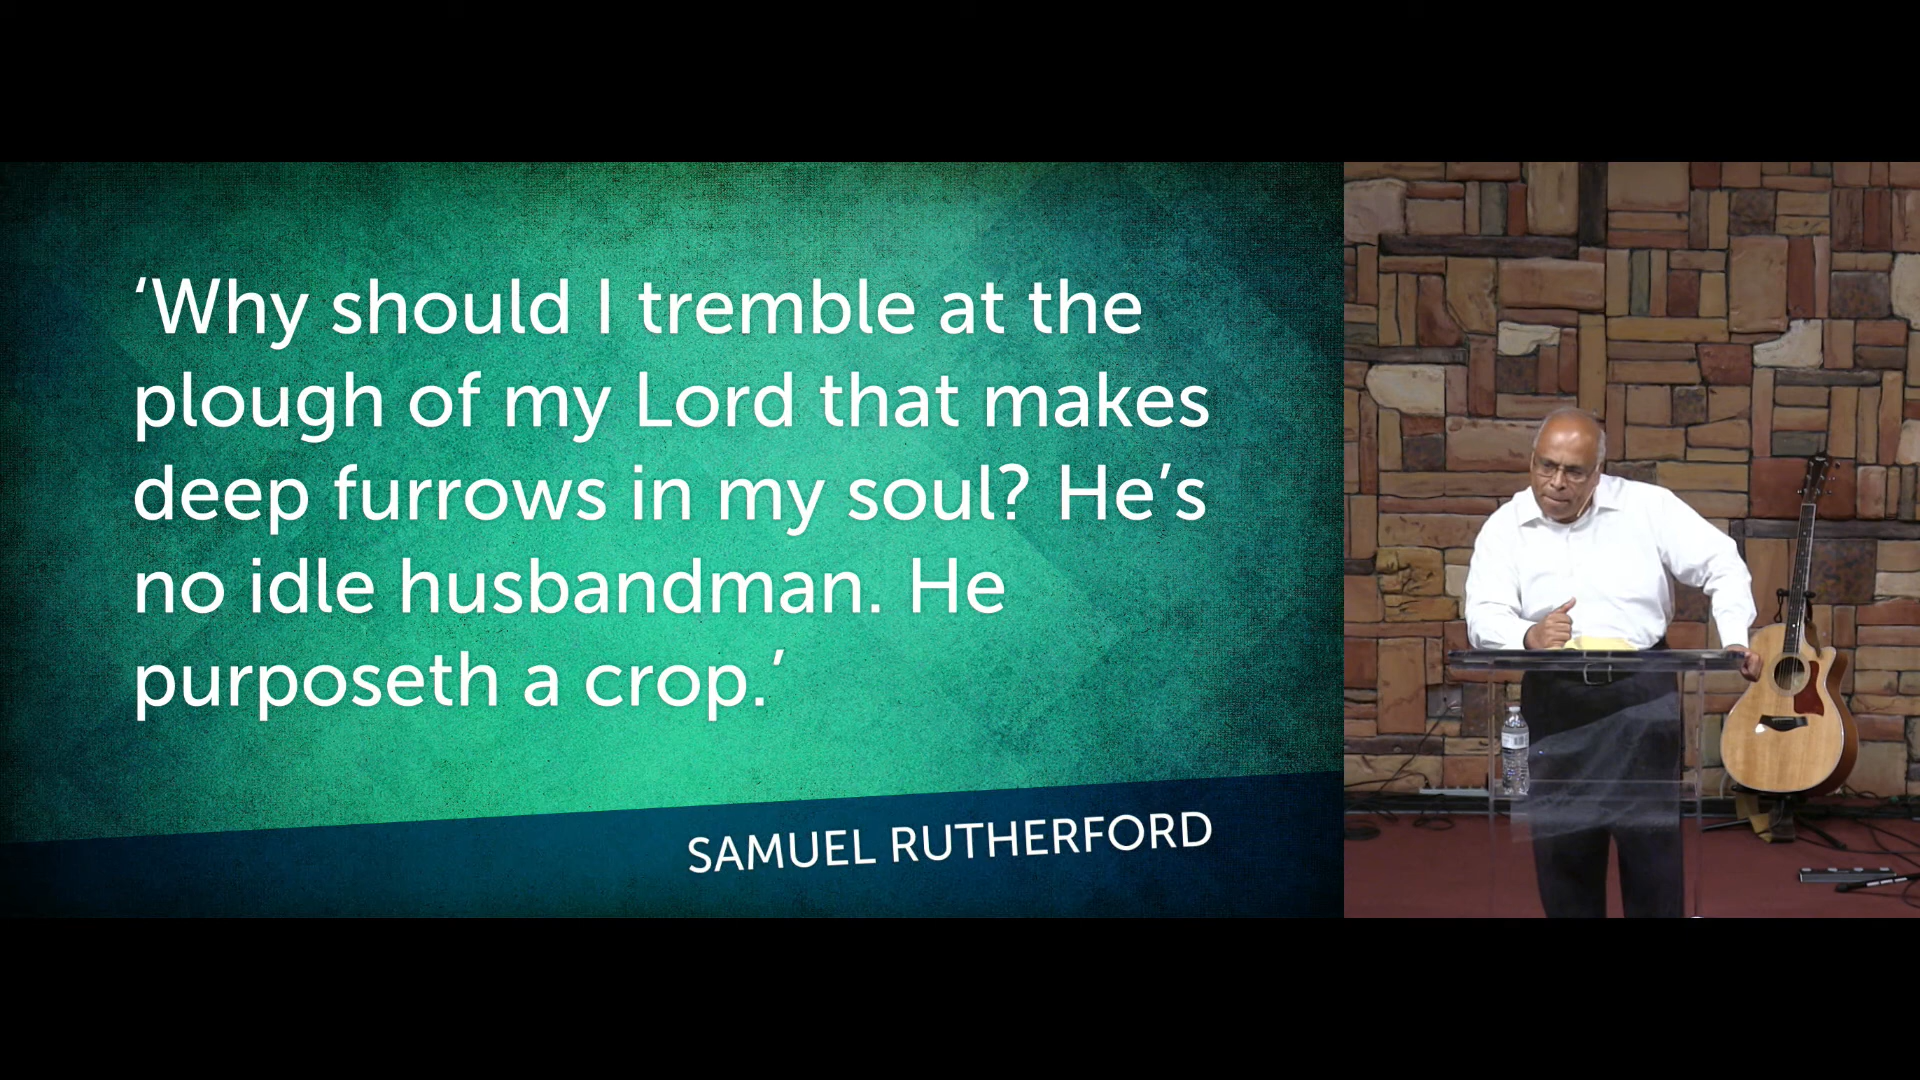 ‘Why should I tremble at the
plough of my Lord that makes
deep furrows in my soul? He’s
no idle husbandman. He
purposeth a crop.’
SAMUEL RUTHERFORD